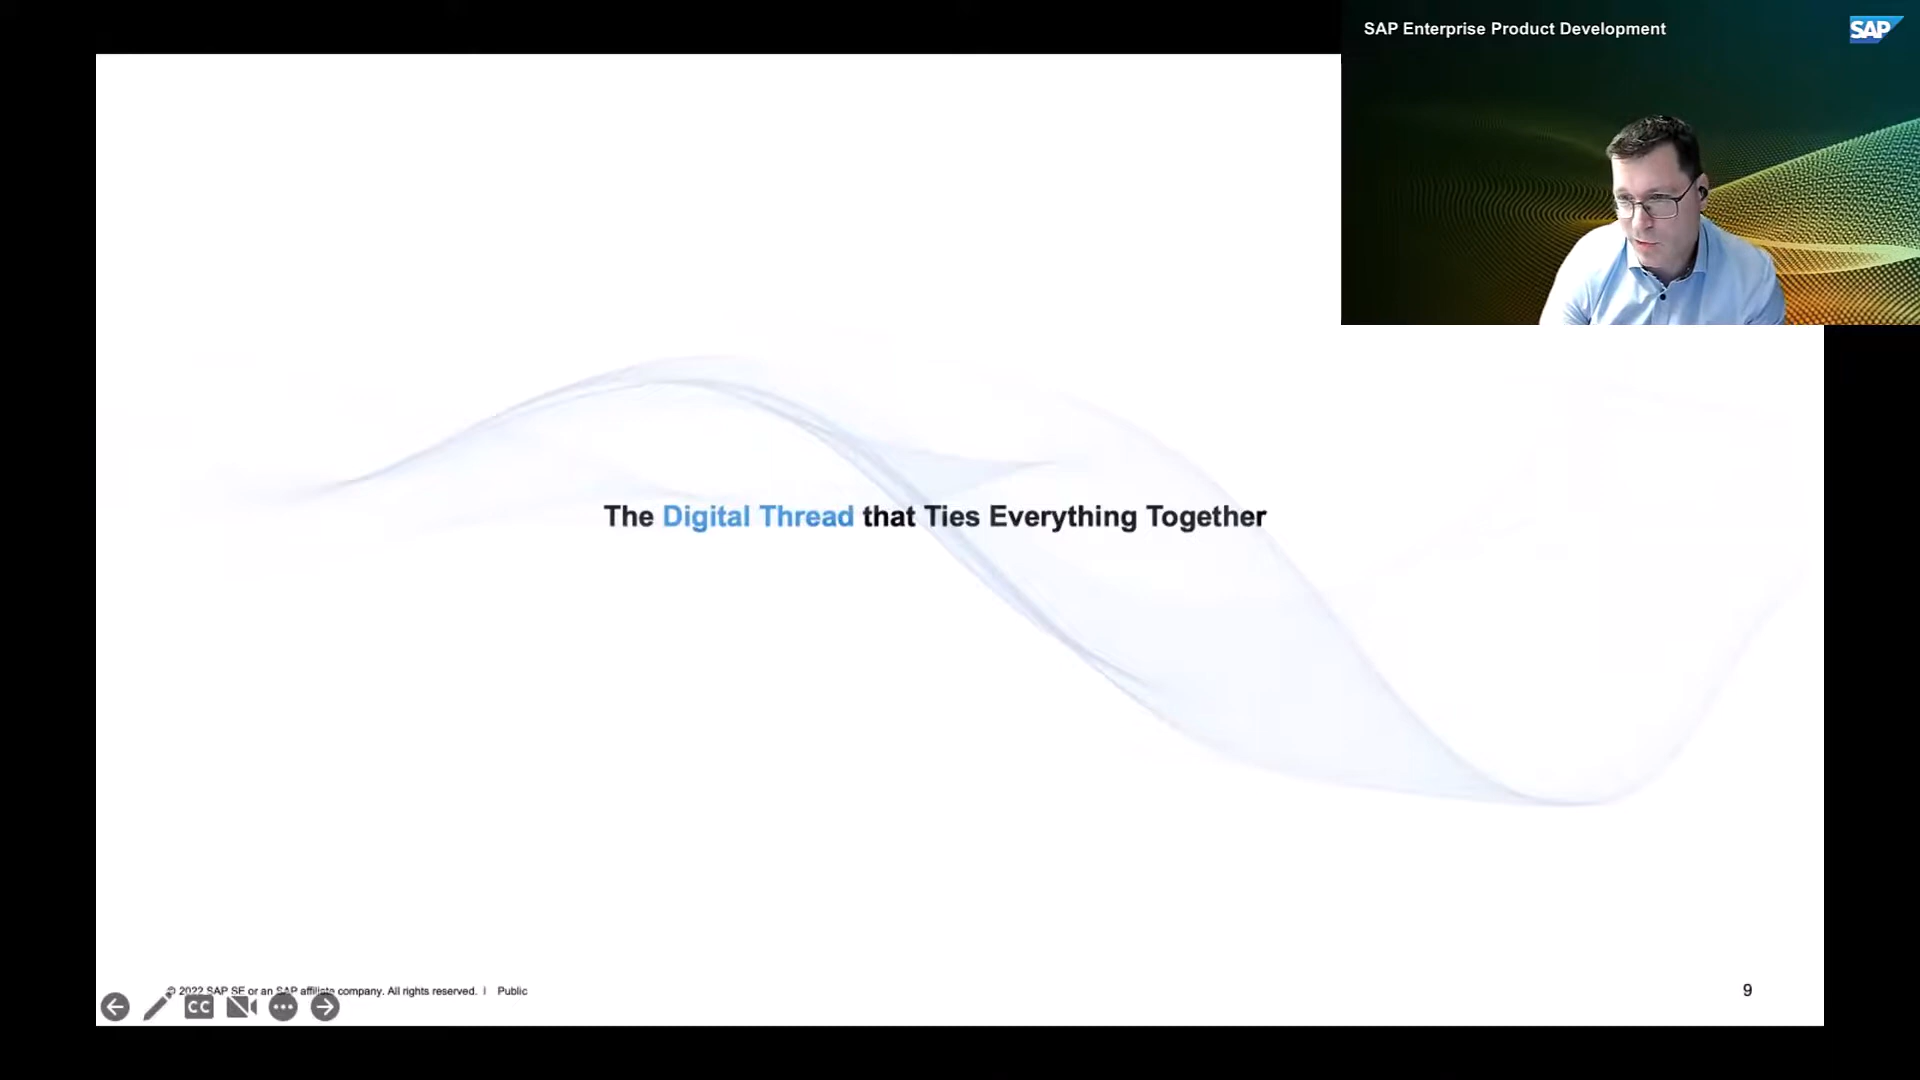 SAP Enterprise Product Development
SAP
The Digital Thread that Ties Everything Together
© 2022 SAP SE or an SAP affiliate company. All rights reserved. | Public
9
CC